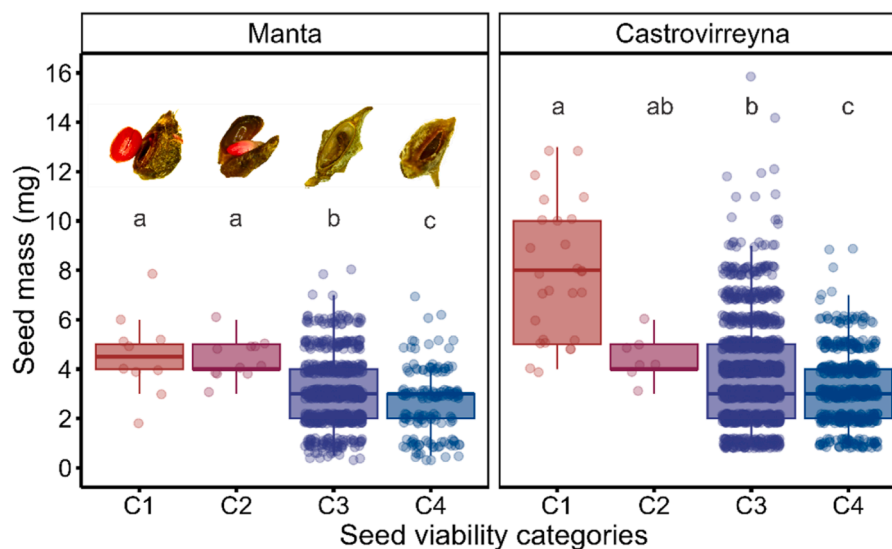 Manta Castrovirreyna
Seed mass (mg)
16
14
12
10
8
6
4
2
0
a a b c
a ab b c
C1 C2 C3 C4 C1 C2 C3 C4
Seed viability categories